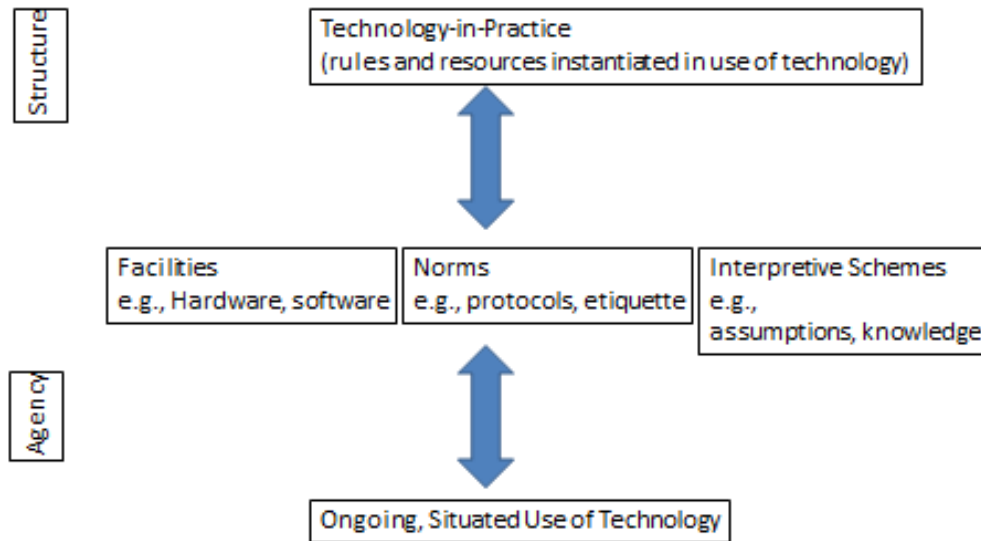 Structure
Technology-in-Practice
(rules and resources instantiated in use of technology)
Facilities
e.g., Hardware, software
Norms
e.g., protocols, etiquette
Interpretive Schemes
e.g.,
assumptions, knowledge
Agency
Ongoing, Situated Use of Technology